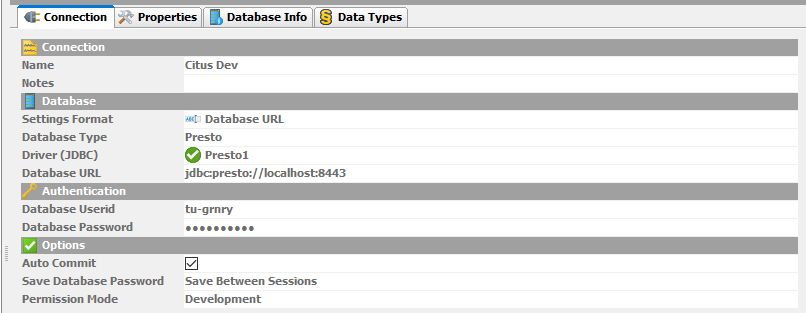 Connection Properties Database Info Data Types
Connection
Name Citus Dev
Notes
Database
Settings Format Database URL
Database Type Presto
Driver (JDBC) Presto1
Database URL jdbc:presto://localhost:8443
Authentication
Database Userid tu-grnry
Database Password ●●●●●●●●●●
Options
Auto Commit
Save Database Password Save Between Sessions
Permission Mode Development